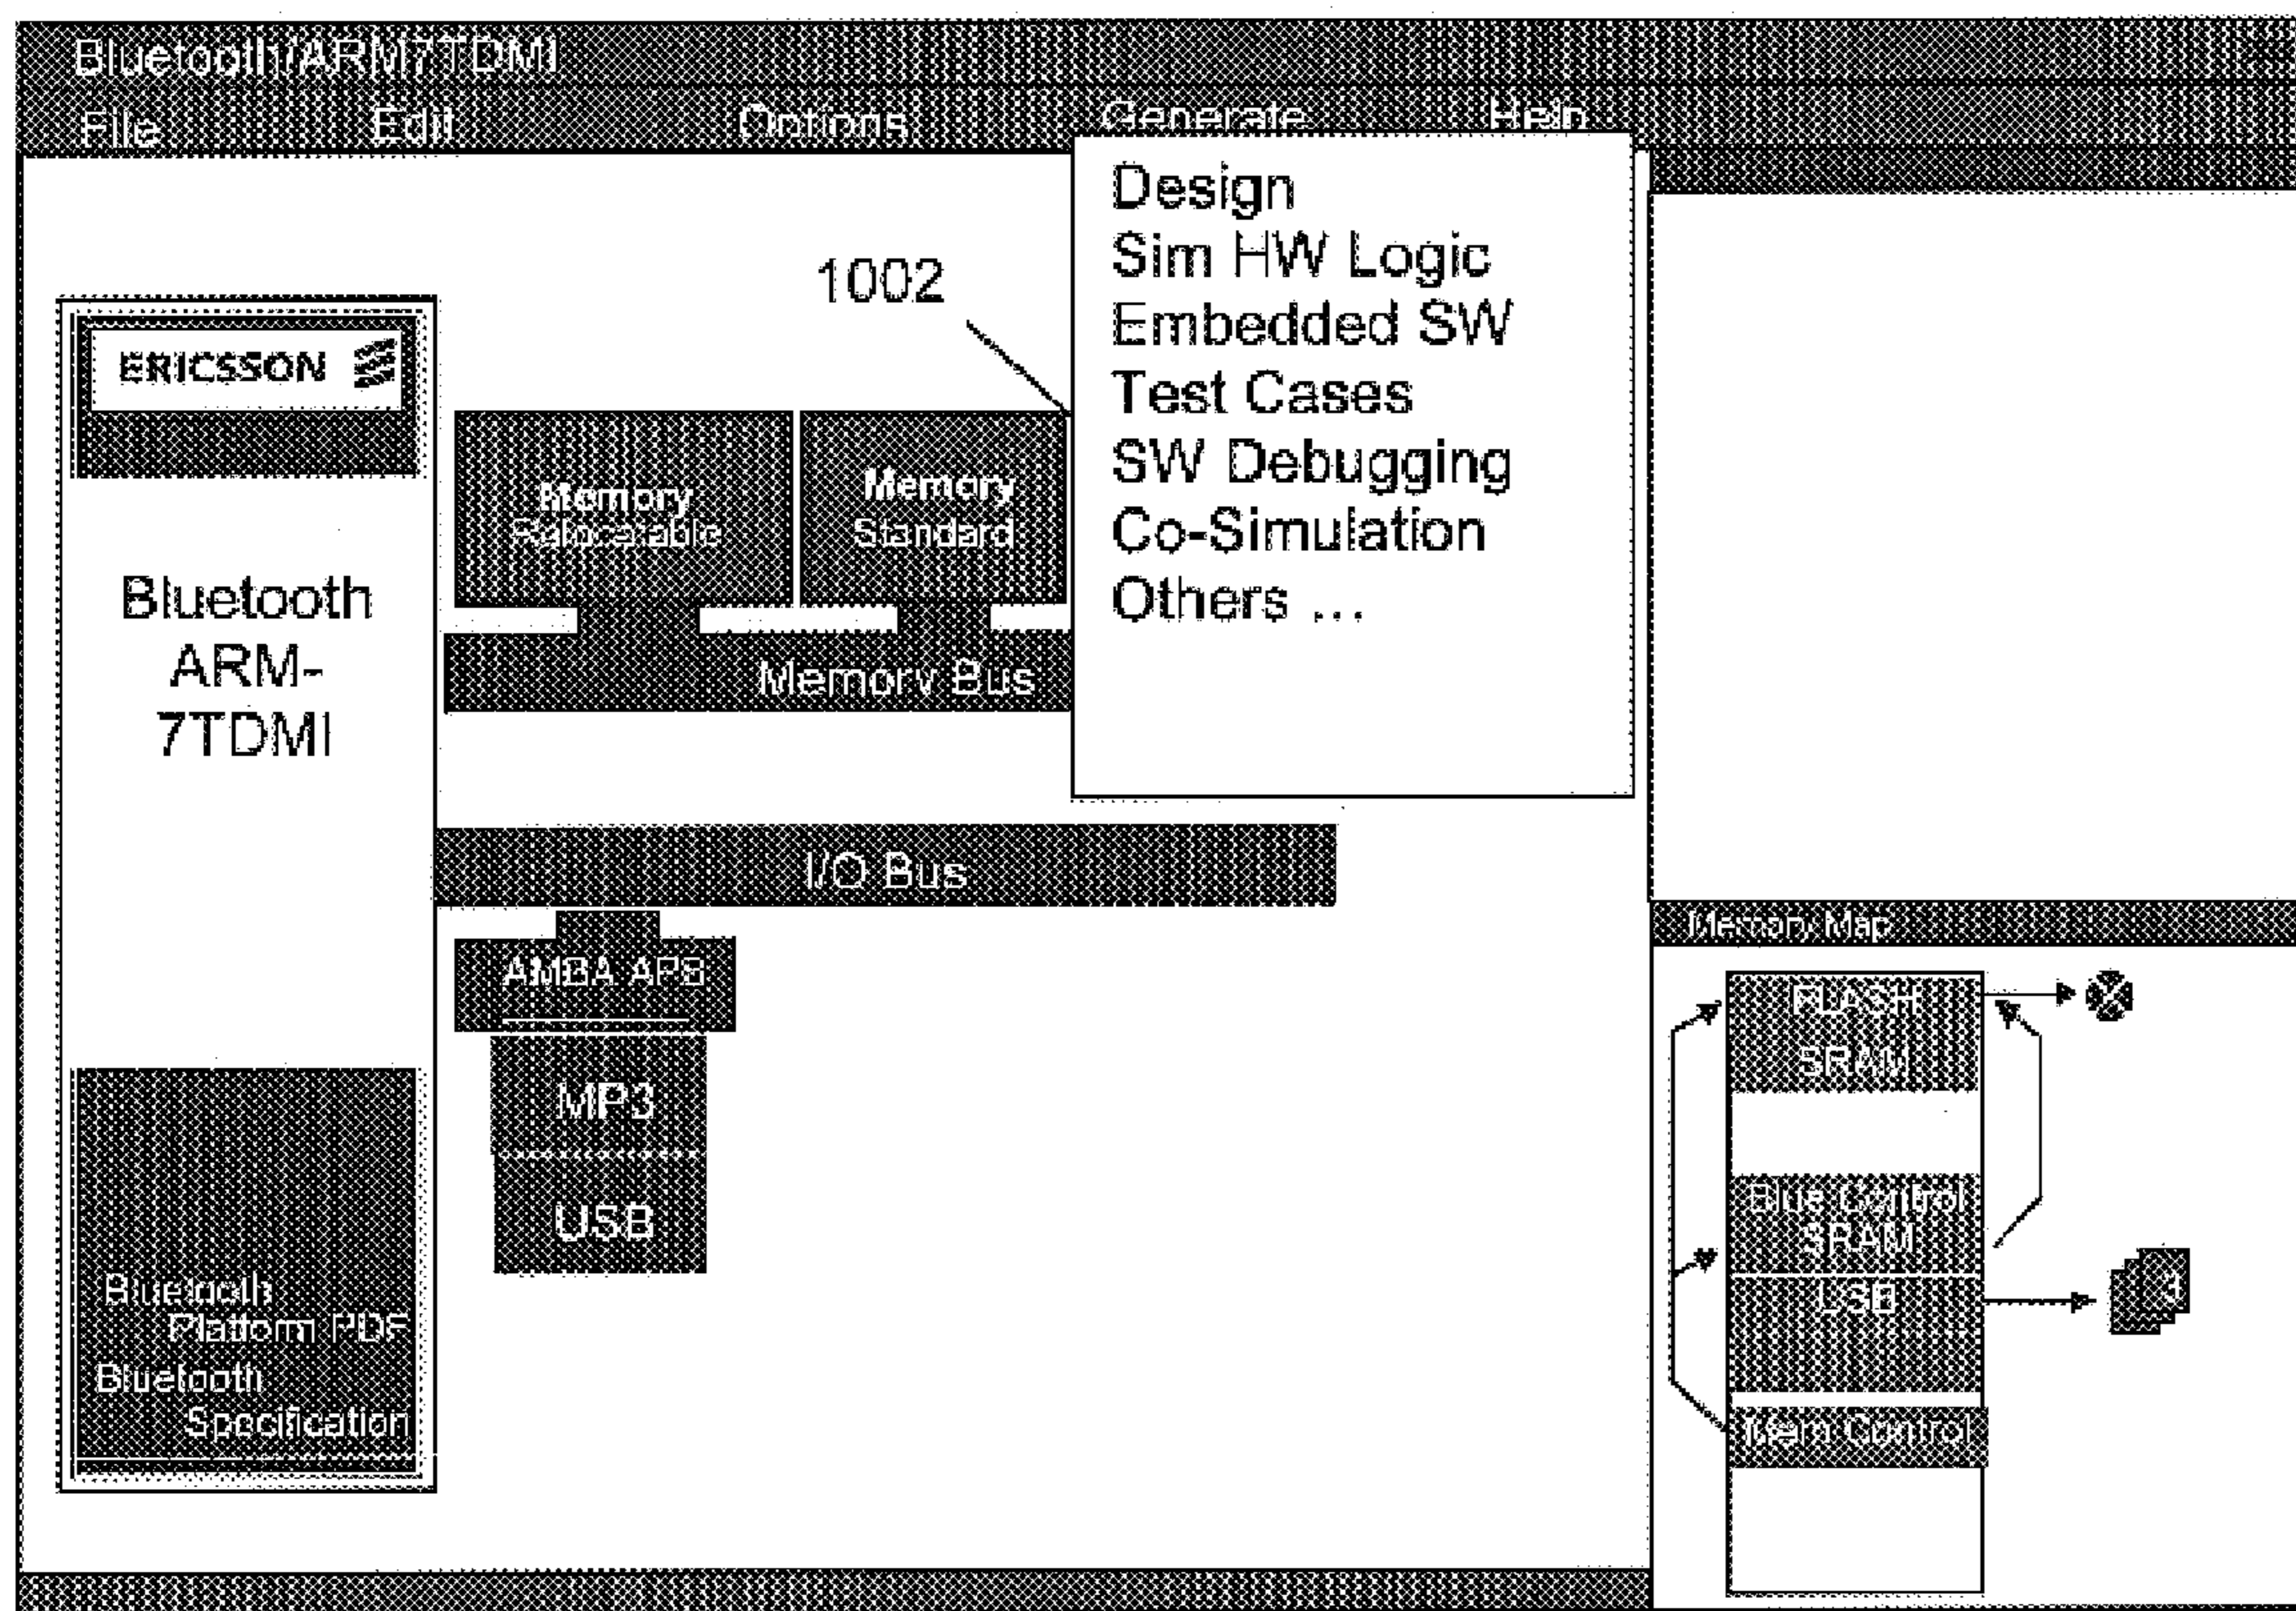 Bluetooth/ARM7TDMI
File Edit Options Generate Help
Design
Sim HW Logic
Embedded SW
Test Cases
SW Debugging
Co-Simulation
Others ...
1002
ERICSSON
Bluetooth
ARM-
7TDMI
Memory
Relocatable
Memory
Standard
Memory Bus
I/O Bus
AMBA APB
MP3
USB
Bluetooth
Platform PDF
Bluetooth
Specification
Memory Map
FLASH
SRAM
Blue Control
SRAM
USB
3
Mem Control